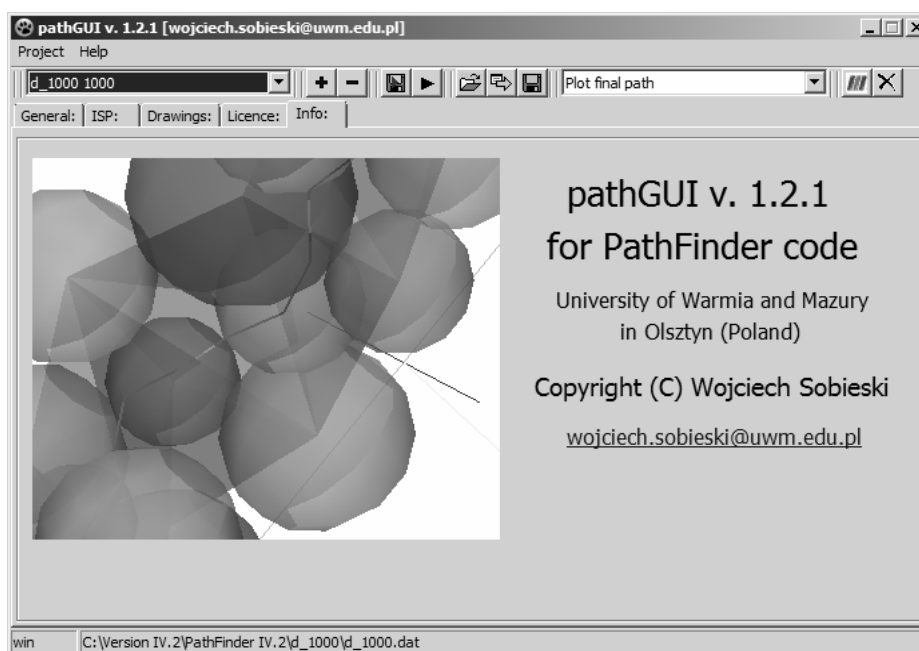 pathGUI v. 1.2.1 [wojciech.sobieski@uwm.edu.pl]
Project Help
d_1000 1000
Plot final path
General: ISP: Drawings: Licence: Info:
pathGUI v. 1.2.1
for PathFinder code
University of Warmia and Mazury
in Olsztyn (Poland)
Copyright (C) Wojciech Sobieski
wojciech.sobieski@uwm.edu.pl
win C:\Version IV.2\PathFinder IV.2\d_1000\d_1000.dat